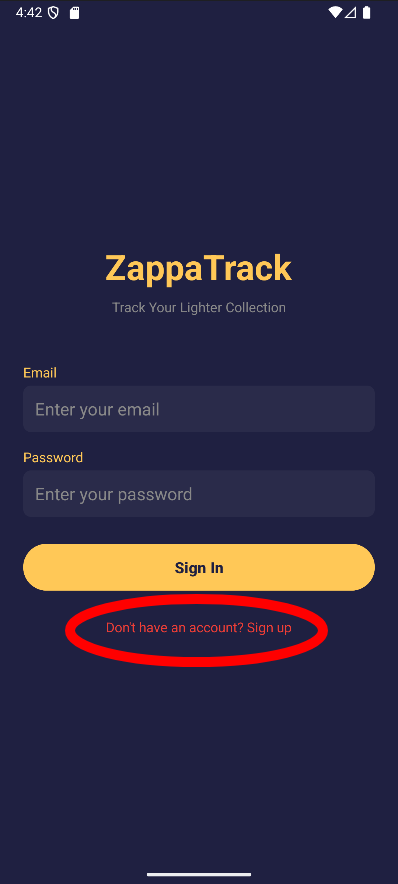 4:42
ZappaTrack
Track Your Lighter Collection
Email
Enter your email
Password
Enter your password
Sign In
Don't have an account? Sign up